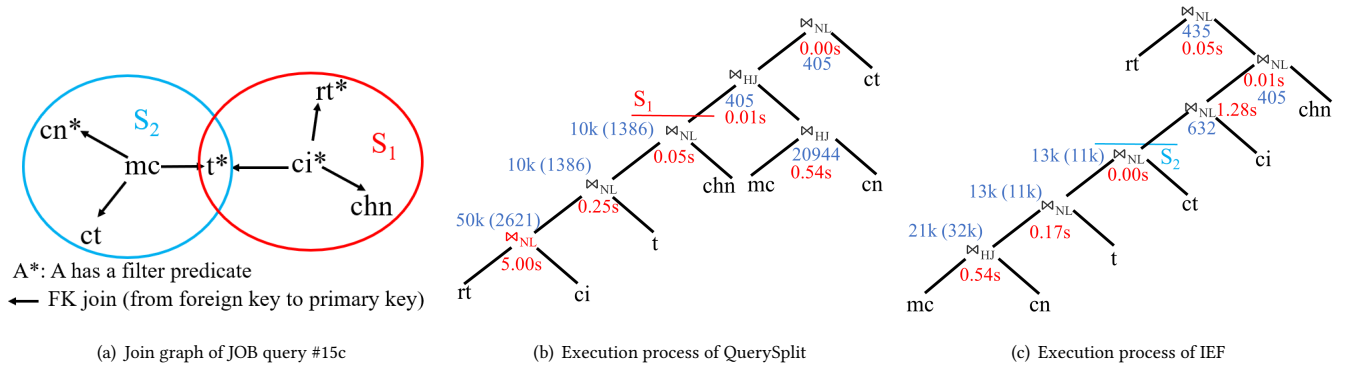 S₂
S₁
cn*
rt*
mc
t*
ci*
chn
ct
A*: A has a filter predicate
FK join (from foreign key to primary key)
(a) Join graph of JOB query #15c
⋈NL
0.00s
405
ct
⋈HJ
405
0.01s
S₁
10k (1386)
⋈NL
0.05s
⋈HJ
20944
0.54s
10k (1386)
chn
mc
cn
⋈NL
0.25s
50k (2621)
t
⋈NL
5.00s
rt
ci
(b) Execution process of QuerySplit
⋈NL
435
0.05s
rt
⋈NL
0.01s
405
chn
⋈NL
1.28s
632
ci
13k (11k)
⋈NL
S₂
0.00s
13k (11k)
ct
⋈NL
0.17s
21k (32k)
t
⋈HJ
0.54s
mc
cn
(c) Execution process of IEF